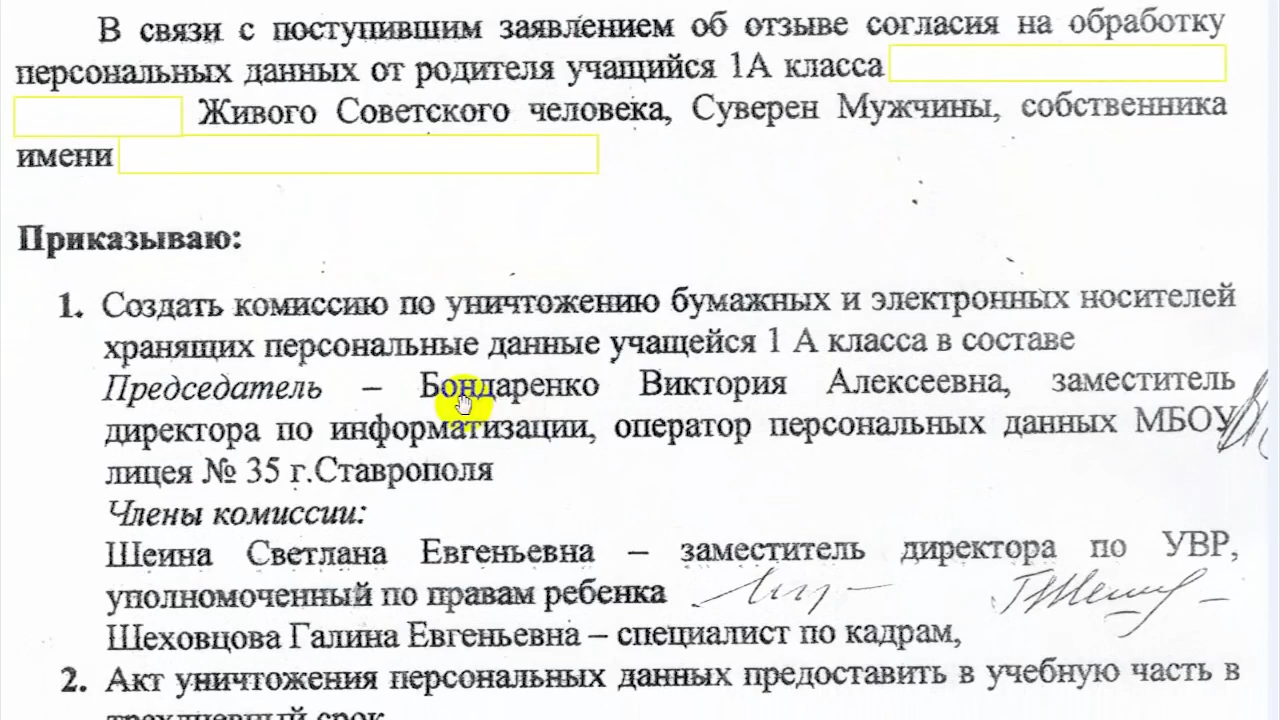 В связи с поступившим заявлением об отзыве согласия на обработку
персональных данных от родителя учащийся 1А класса
Живого Советского человека, Суверен Мужчины, собственника
имени
Приказываю:
1. Создать комиссию по уничтожению бумажных и электронных носителей
хранящих персональные данные учащейся 1 А класса в составе
Председатель – Бондаренко Виктория Алексеевна, заместитель
директора по информатизации, оператор персональных данных МБОУ
лицея № 35 г.Ставрополя
Члены комиссии:
Шеина Светлана Евгеньевна – заместитель директора по УВР,
уполномоченный по правам ребенка
Шеховцова Галина Евгеньевна – специалист по кадрам,
2. Акт уничтожения персональных данных предоставить в учебную часть в
трехдневный срок